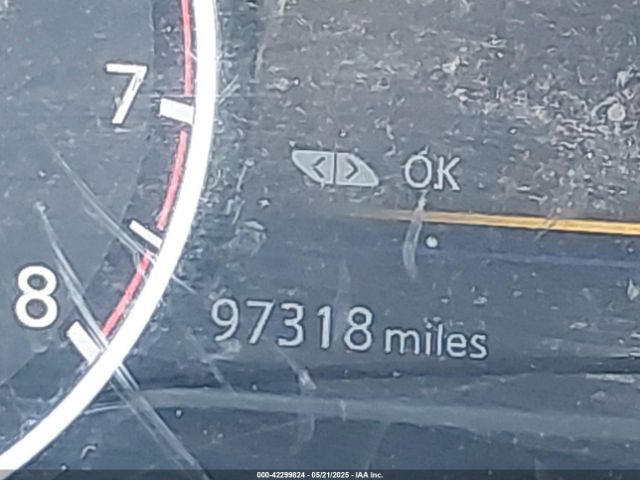 7
< > OK
8
97318 miles
000-42299824 - 05/21/2025 - IAA Inc.